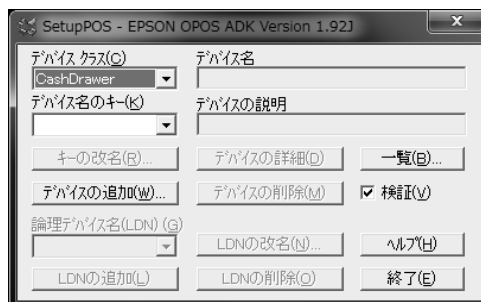 SetupPOS - EPSON OPOS ADK Version 1.92J
x
ﾃﾞﾊﾞｲｽ ｸﾗｽ(C)
ﾃﾞﾊﾞｲｽ名
CashDrawer
ﾃﾞﾊﾞｲｽ名のｷｰ(K)
ﾃﾞﾊﾞｲｽの説明
ｷｰの改名(R)...
ﾃﾞﾊﾞｲｽの詳細(D)
一覧(B)...
ﾃﾞﾊﾞｲｽの追加(W)...
ﾃﾞﾊﾞｲｽの削除(M)
検証(V)
論理ﾃﾞﾊﾞｲｽ名(LDN) (G)
LDNの改名(N)...
ﾍﾙﾌﾟ(H)
LDNの追加(L)
LDNの削除(O)
終了(E)